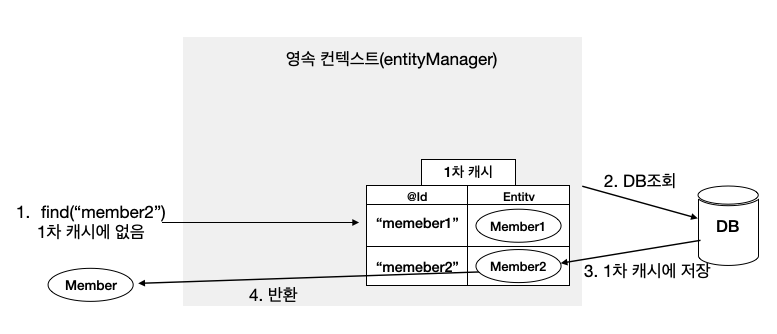 영속 컨텍스트(entityManager)
1차 캐시
@Id
Entity
1. find(“member2”)
1차 캐시에 없음
“memeber1”
Member1
2. DB조회
DB
“memeber2”
Member2
3. 1차 캐시에 저장
Member
4. 반환